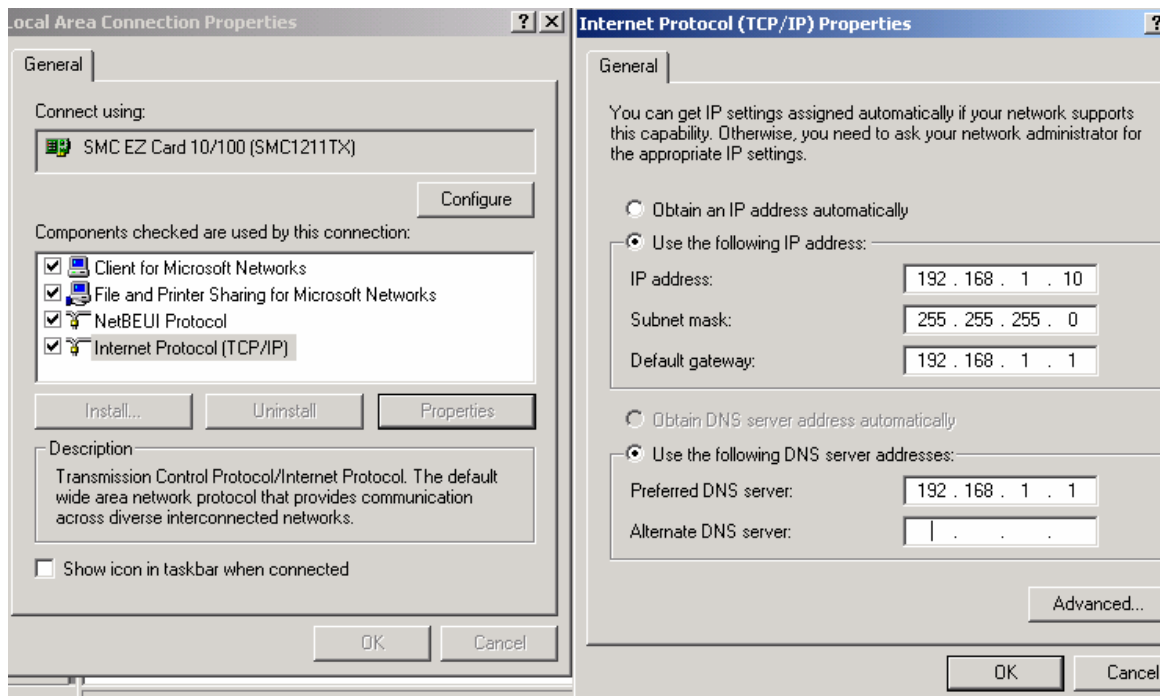 Local Area Connection Properties
General
Connect using:
SMC EZ Card 10/100 (SMC1211TX)
Configure
Components checked are used by this connection:
Client for Microsoft Networks
File and Printer Sharing for Microsoft Networks
NetBEUI Protocol
Internet Protocol (TCP/IP)
Install...
Uninstall
Properties
Description
Transmission Control Protocol/Internet Protocol. The default
wide area network protocol that provides communication
across diverse interconnected networks.
Show icon in taskbar when connected
OK
Cancel
Internet Protocol (TCP/IP) Properties
General
You can get IP settings assigned automatically if your network supports
this capability. Otherwise, you need to ask your network administrator for
the appropriate IP settings.
Obtain an IP address automatically
Use the following IP address:
IP address: 192 . 168 . 1 . 10
Subnet mask: 255 . 255 . 255 . 0
Default gateway: 192 . 168 . 1 . 1
Obtain DNS server address automatically
Use the following DNS server addresses:
Preferred DNS server: 192 . 168 . 1 . 1
Alternate DNS server: . . .
Advanced...
OK
Cancel